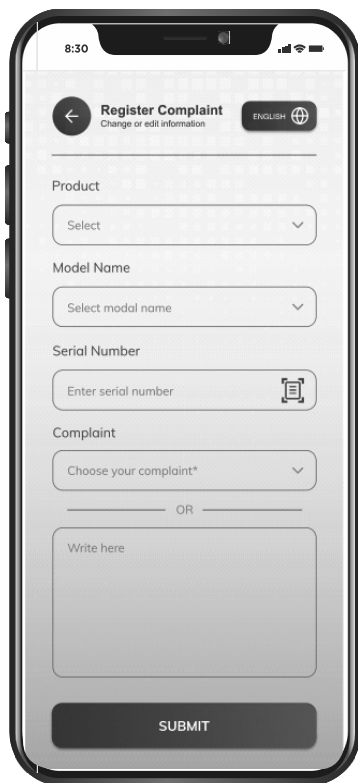 8:30
Register Complaint
Change or edit information
ENGLISH
Product
Select
Model Name
Select modal name
Serial Number
Enter serial number
Complaint
Choose your complaint*
OR
Write here
SUBMIT